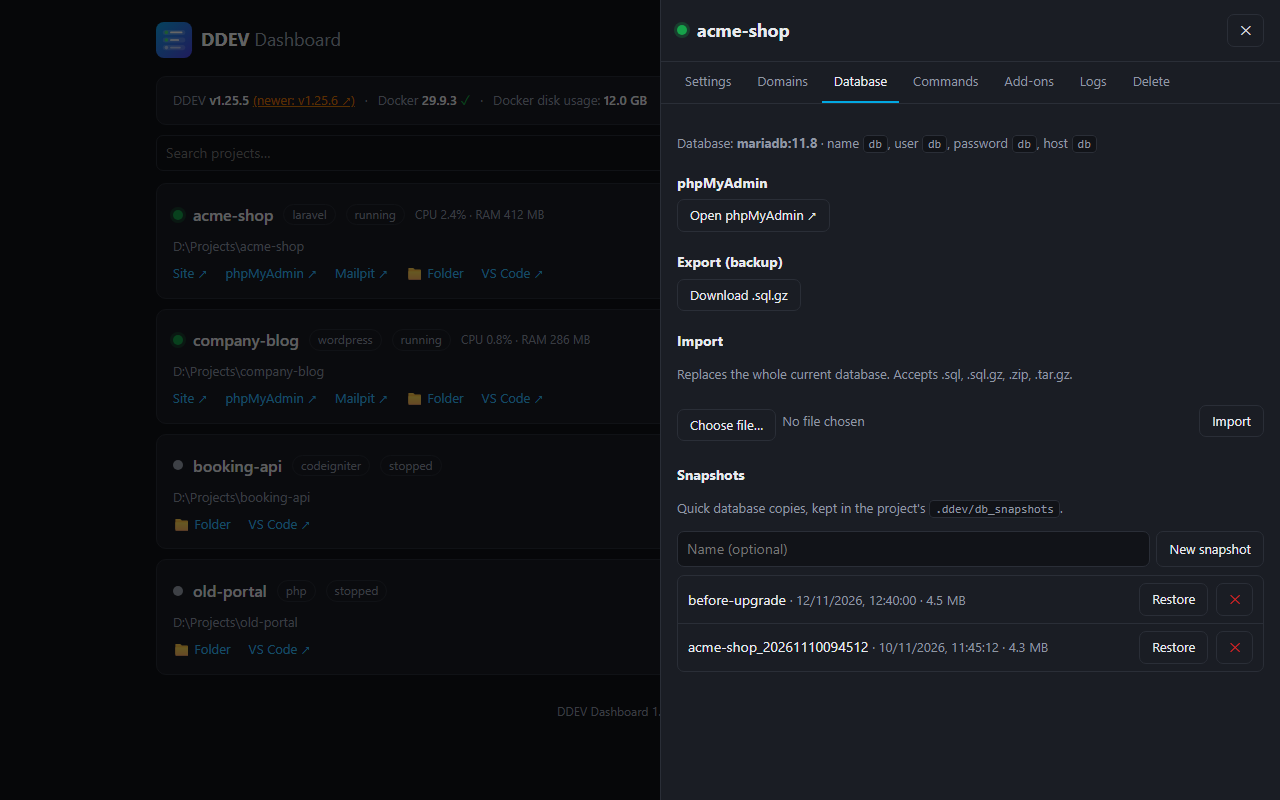 DDEV Dashboard
DDEV v1.25.5 (newer: v1.25.6 ↗) · Docker 29.9.3 ✓ · Docker disk usage: 12.0 GB
Search projects...
acme-shop laravel running CPU 2.4% · RAM 412 MB
D:\Projects\acme-shop
Site ↗ phpMyAdmin ↗ Mailpit ↗ Folder VS Code ↗
company-blog wordpress running CPU 0.8% · RAM 286 MB
D:\Projects\company-blog
Site ↗ phpMyAdmin ↗ Mailpit ↗ Folder VS Code ↗
booking-api codeigniter stopped
D:\Projects\booking-api
Folder VS Code ↗
old-portal php stopped
D:\Projects\old-portal
Folder VS Code ↗
DDEV Dashboard 1.
acme-shop ✕
Settings Domains Database Commands Add-ons Logs Delete
Database: mariadb:11.8 · name db, user db, password db, host db
phpMyAdmin
Open phpMyAdmin ↗
Export (backup)
Download .sql.gz
Import
Replaces the whole current database. Accepts .sql, .sql.gz, .zip, .tar.gz.
Choose file... No file chosen Import
Snapshots
Quick database copies, kept in the project's .ddev/db_snapshots.
Name (optional) New snapshot
before-upgrade · 12/11/2026, 12:40:00 · 4.5 MB Restore ✕
acme-shop_20261110094512 · 10/11/2026, 11:45:12 · 4.3 MB Restore ✕